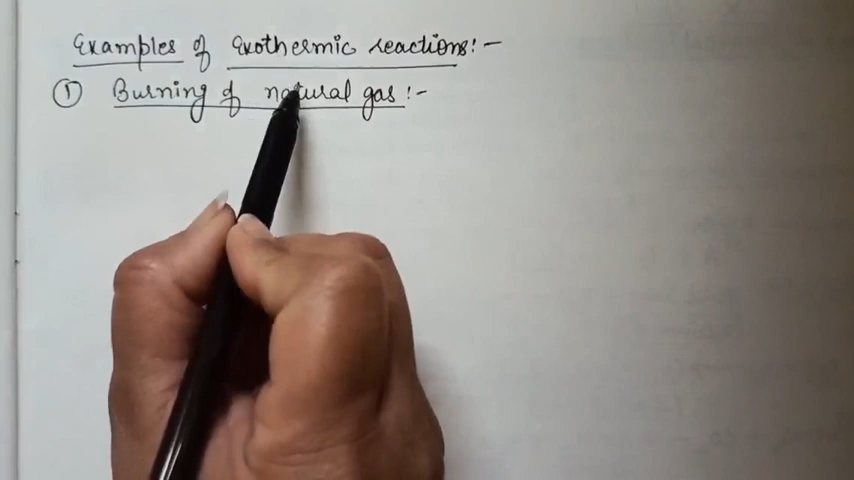 Examples of Exothermic reactions:-
① Burning of natural gas:-